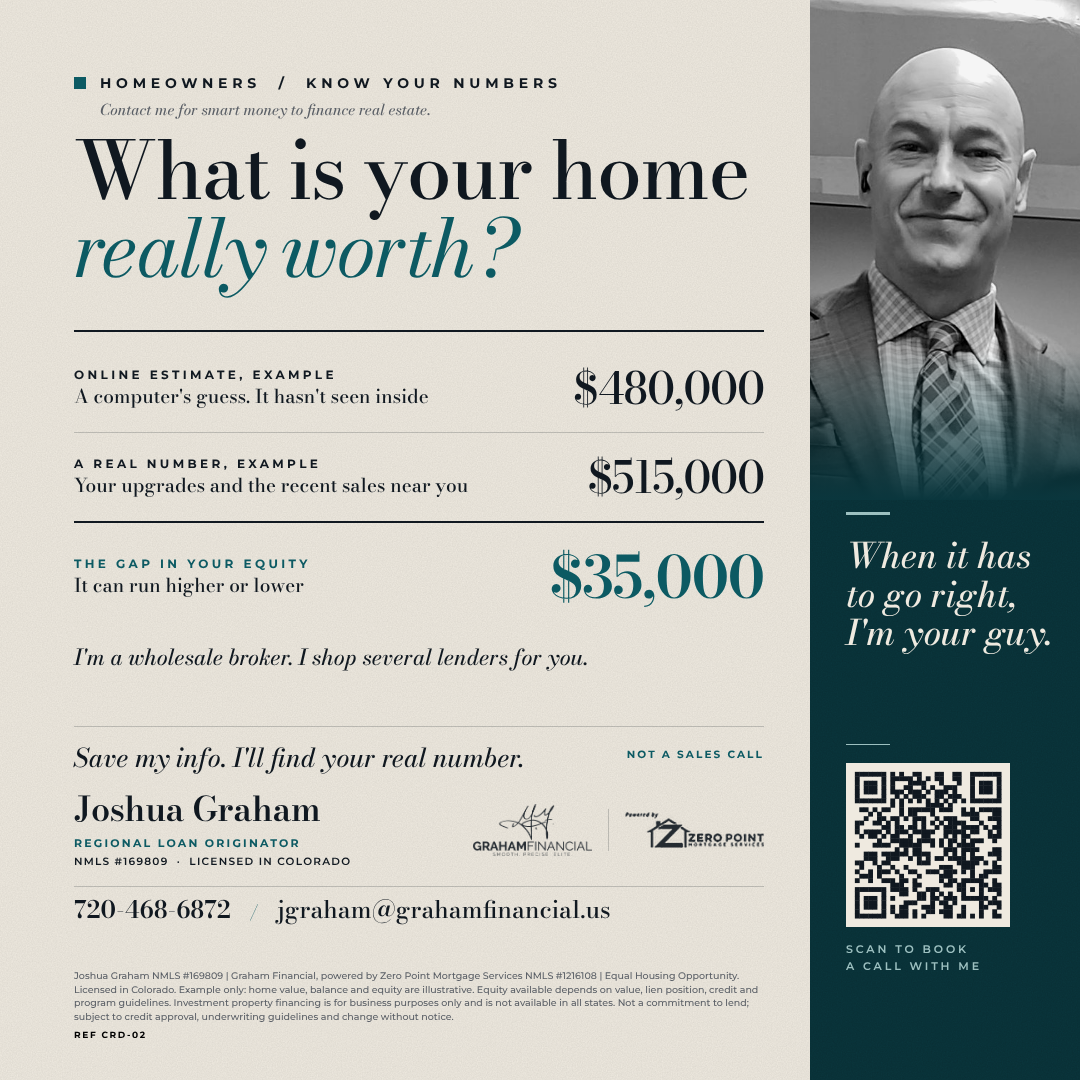 HOMEOWNERS / KNOW YOUR NUMBERS
Contact me for smart money to finance real estate.
What is your home
really worth?
ONLINE ESTIMATE, EXAMPLE
A computer's guess. It hasn't seen inside
$480,000
A REAL NUMBER, EXAMPLE
Your upgrades and the recent sales near you
$515,000
THE GAP IN YOUR EQUITY
It can run higher or lower
$35,000
I'm a wholesale broker. I shop several lenders for you.
Save my info. I'll find your real number.
NOT A SALES CALL
Joshua Graham
REGIONAL LOAN ORIGINATOR
NMLS #169809 · LICENSED IN COLORADO
GRAHAMFINANCIAL
SMOOTH. PRECISE. ELITE.
Powered by
ZERO POINT
MORTGAGE SERVICES
720-468-6872 / jgraham@grahamfinancial.us
Joshua Graham NMLS #169809 | Graham Financial, powered by Zero Point Mortgage Services NMLS #1216108 | Equal Housing Opportunity.
Licensed in Colorado. Example only: home value, balance and equity are illustrative. Equity available depends on value, lien position, credit and
program guidelines. Investment property financing is for business purposes only and is not available in all states. Not a commitment to lend;
subject to credit approval, underwriting guidelines and change without notice.
REF CRD-02
When it has
to go right,
I'm your guy.
SCAN TO BOOK
A CALL WITH ME